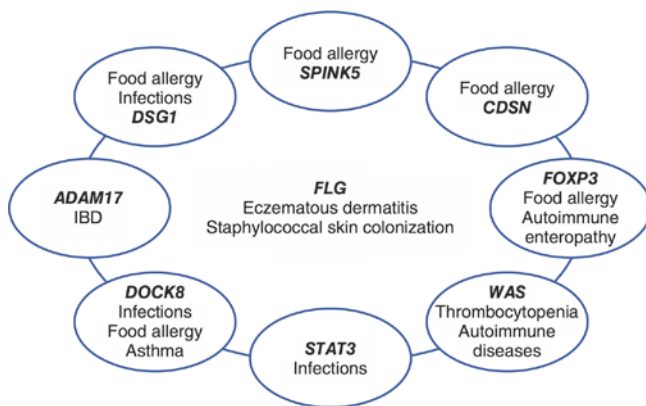 Food allergy
SPINK5
Food allergy
Infections
DSG1
Food allergy
CDSN
ADAM17
IBD
FLG
Eczematous dermatitis
Staphylococcal skin colonization
FOXP3
Food allergy
Autoimmune
enteropathy
DOCK8
Infections
Food allergy
Asthma
STAT3
Infections
WAS
Thrombocytopenia
Autoimmune
diseases